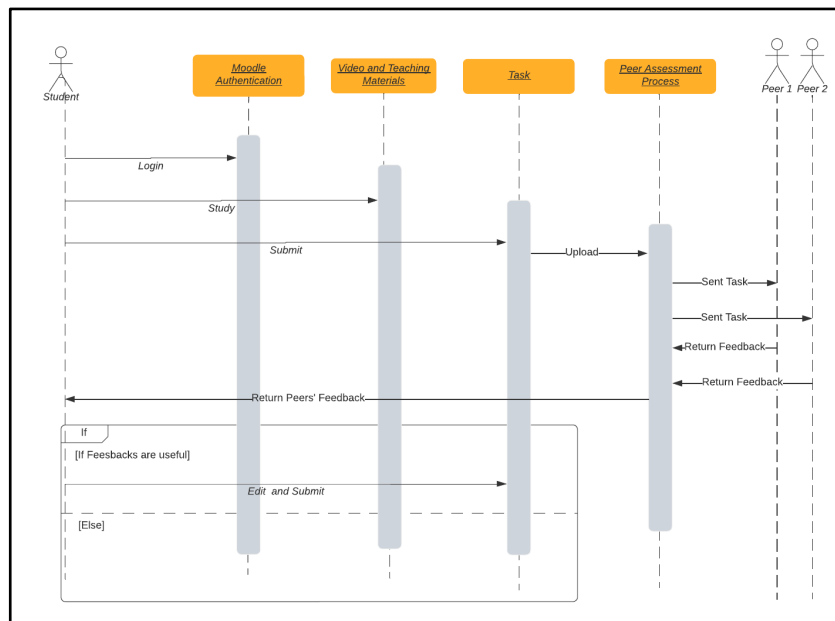 Student
Moodle
Authentication
Video and Teaching
Materials
Task
Peer Assessment
Process
Peer 1
Peer 2
Login
Study
Submit
Upload
Sent Task
Sent Task
Return Feedback
Return Feedback
Return Peers' Feedback
If
[If Feesbacks are useful]
Edit and Submit
[Else]